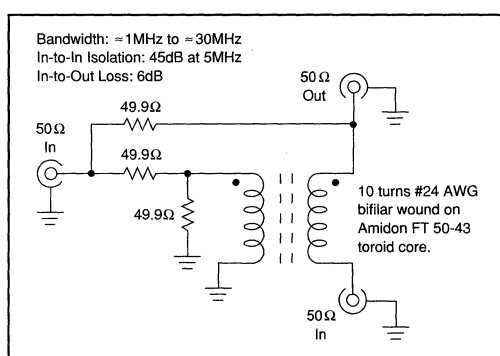 Bandwidth: ≈1MHz to ≈30MHz
In-to-In Isolation: 45dB at 5MHz
In-to-Out Loss: 6dB
50Ω
Out
49.9Ω
50Ω
In
49.9Ω
49.9Ω
10 turns #24 AWG
bifilar wound on
Amidon FT 50-43
toroid core.
50Ω
In